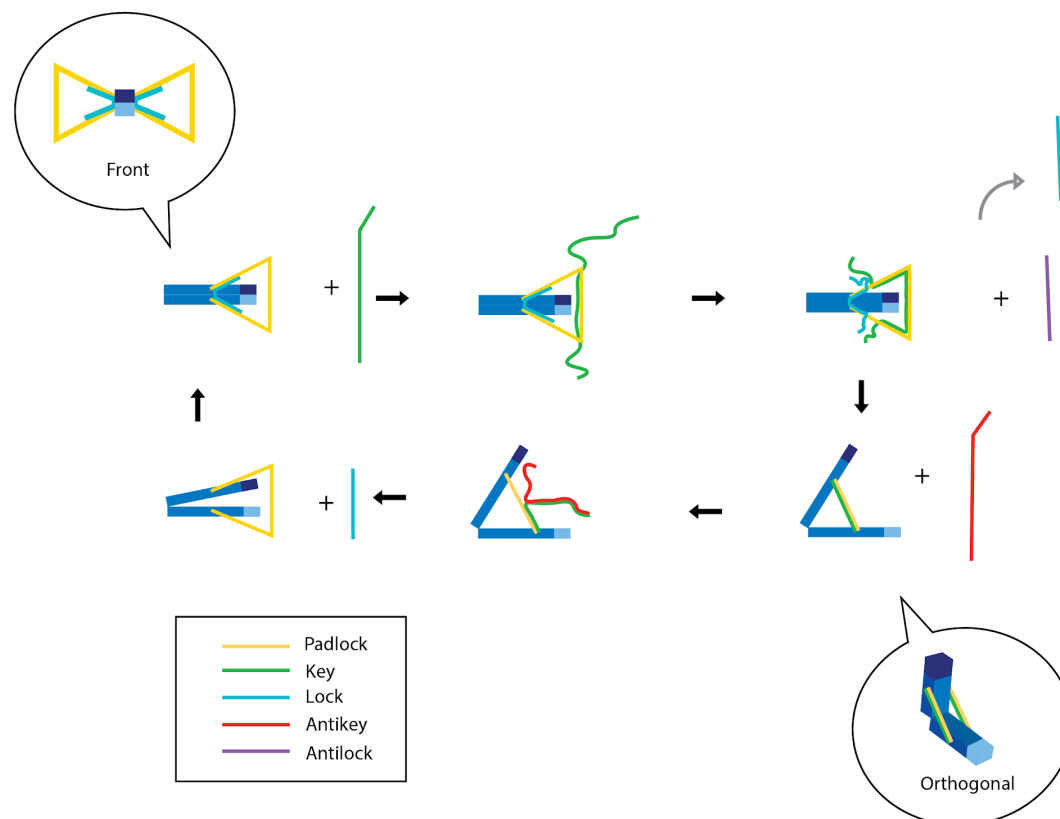 Front
+
+
+
+
Padlock
Key
Lock
Antikey
Antilock
Orthogonal